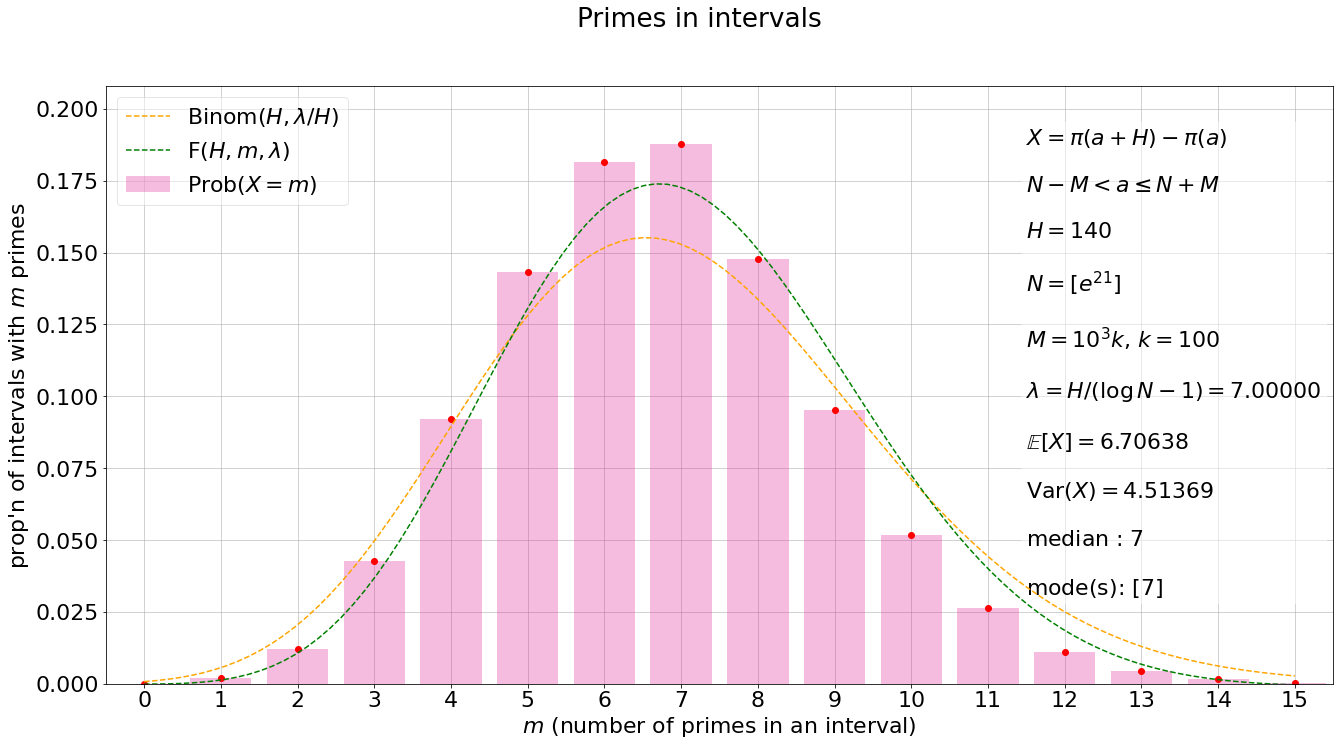 Primes in intervals
Binom(H, λ/H)
F(H, m, λ)
Prob(X = m)
X = π(a + H) − π(a)
N − M < a ≤ N + M
H = 140
N = [e²¹]
M = 10³k, k = 100
λ = H/(log N − 1) = 7.00000
𝔼[X] = 6.70638
Var(X) = 4.51369
median : 7
mode(s): [7]
prop'n of intervals with m primes
0.200
0.175
0.150
0.125
0.100
0.075
0.050
0.025
0.000
0 1 2 3 4 5 6 7 8 9 10 11 12 13 14 15
m (number of primes in an interval)